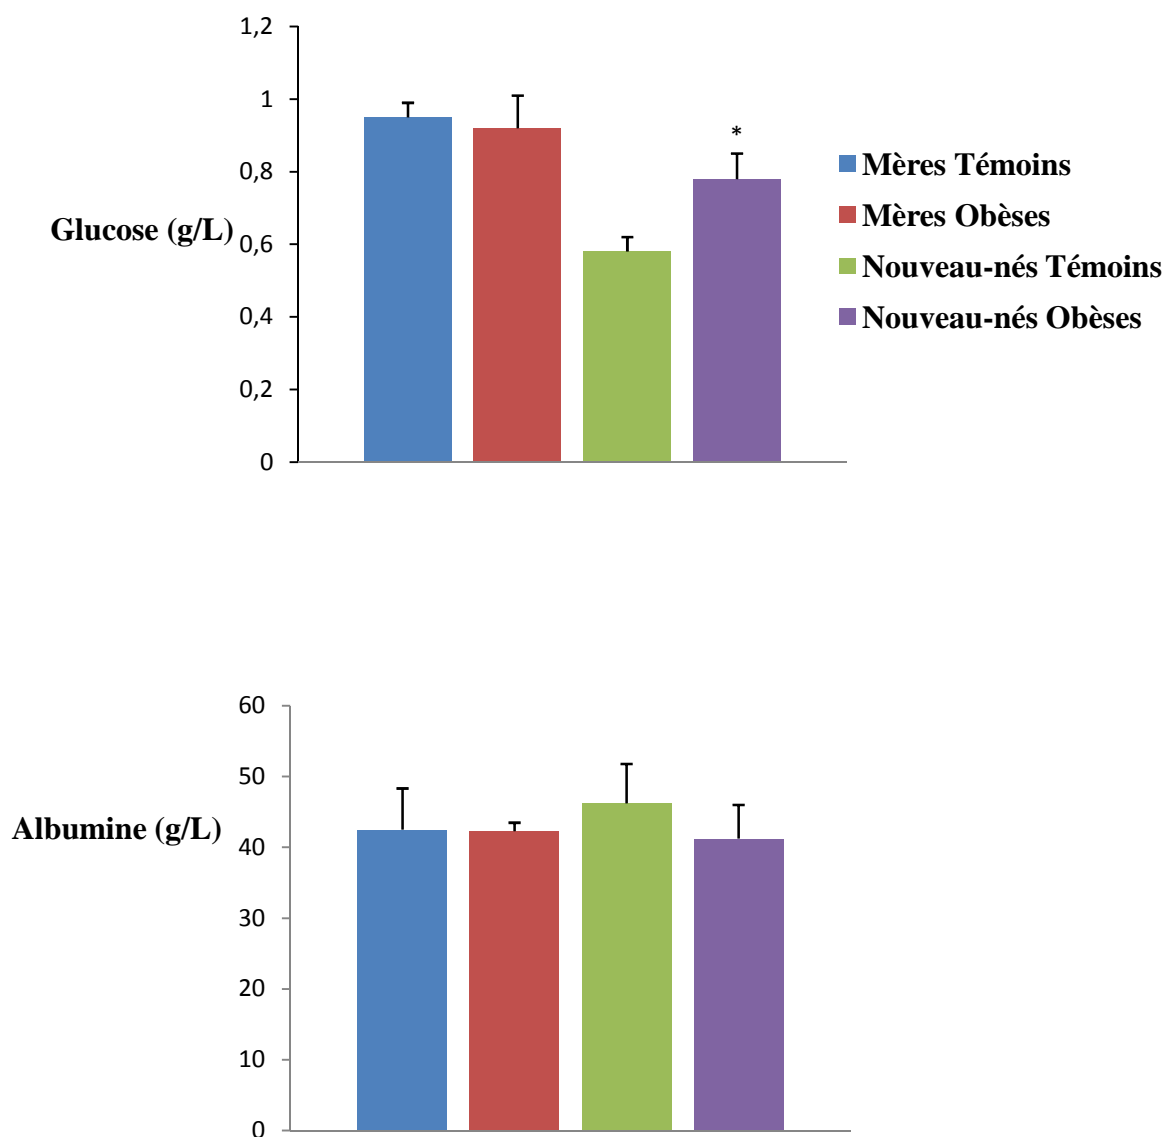 1,2
1
0,8
0,6
0,4
0,2
0
Glucose (g/L)
*
Mères Témoins
Mères Obèses
Nouveau-nés Témoins
Nouveau-nés Obèses
60
50
40
30
20
10
0
Albumine (g/L)